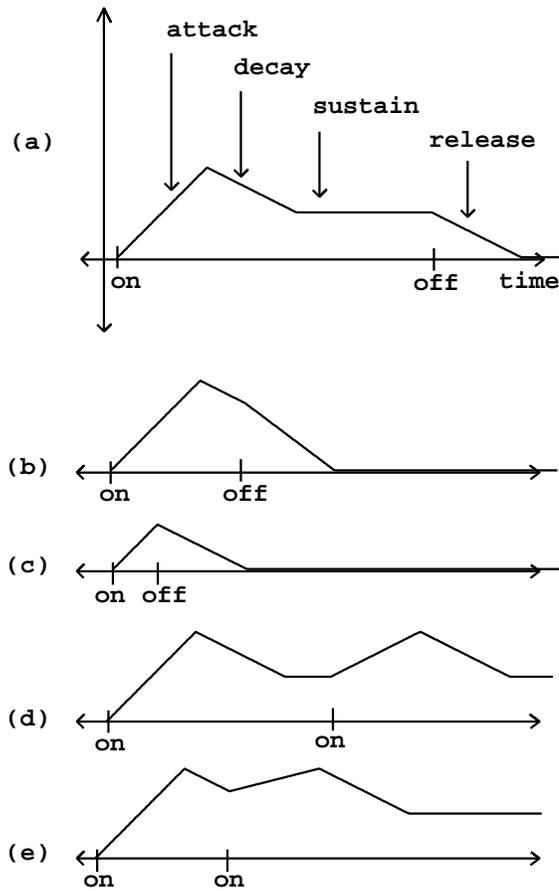 attack
decay
sustain
(a)
release
on
off
time
(b)
on
off
(c)
on
off
(d)
on
on
(e)
on
on